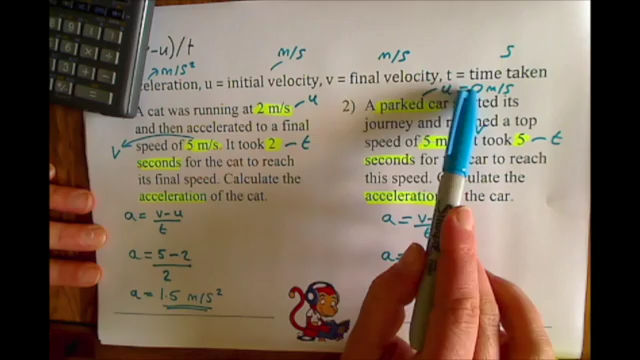 -u)/t
m/s m/s s
m/s²
eleration, u = initial velocity, v = final velocity, t = time taken
u = 0 m/s
A cat was running at 2 m/s u
and then accelerated to a final
v speed of 5 m/s. It took 2 t
seconds for the cat to reach
its final speed. Calculate the
acceleration of the cat.
a = v-u
t
a = 5-2
2
a = 1.5 m/s²
2) A parked car its
journey and a top
speed of 5 took 5 t
seconds for car to reach
this speed. the
acceleration the car.
a = v-
t
a =